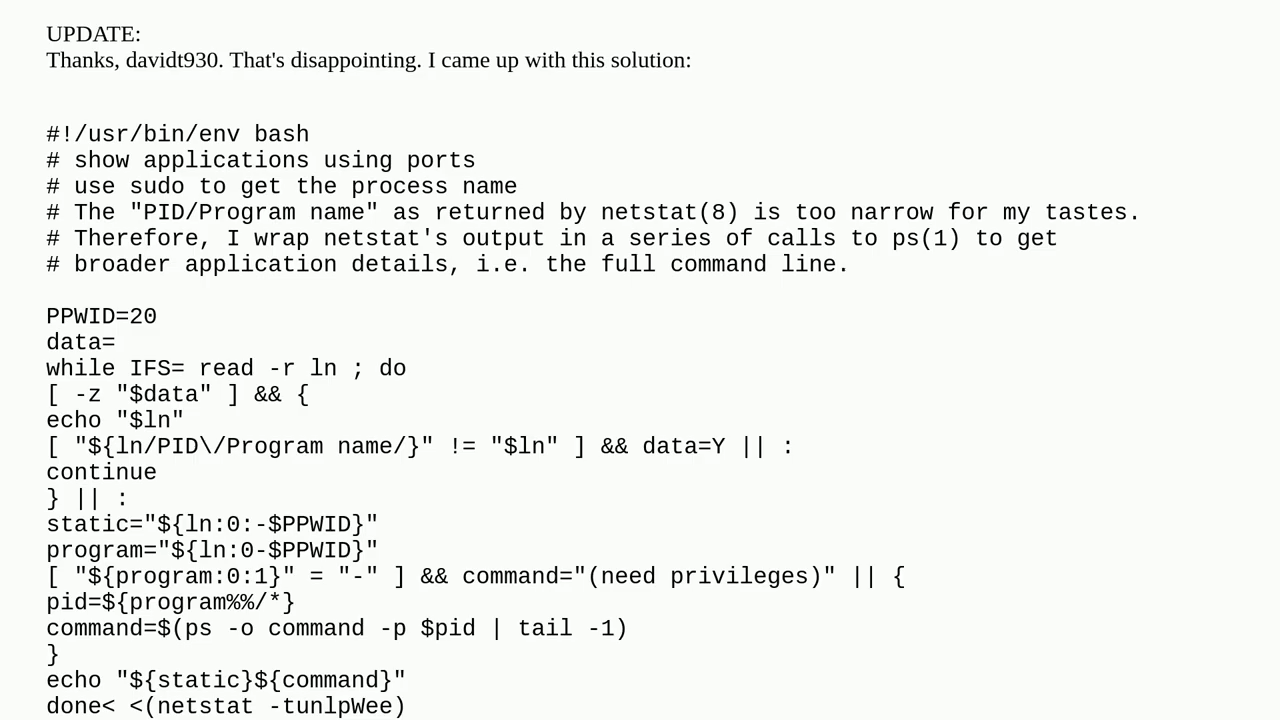 UPDATE:
Thanks, davidt930. That's disappointing. I came up with this solution:
#!/usr/bin/env bash
# show applications using ports
# use sudo to get the process name
# The "PID/Program name" as returned by netstat(8) is too narrow for my tastes.
# Therefore, I wrap netstat's output in a series of calls to ps(1) to get
# broader application details, i.e. the full command line.
PPWID=20
data=
while IFS= read -r ln ; do
[ -z "$data" ] && {
echo "$ln"
[ "${ln/PID\/Program name/}" != "$ln" ] && data=Y || :
continue
} || :
static="${ln:0:-$PPWID}"
program="${ln:0-$PPWID}"
[ "${program:0:1}" = "-" ] && command="(need privileges)" || {
pid=${program%%/*}
command=$(ps -o command -p $pid | tail -1)
}
echo "${static}${command}"
done< <(netstat -tunlpWee)